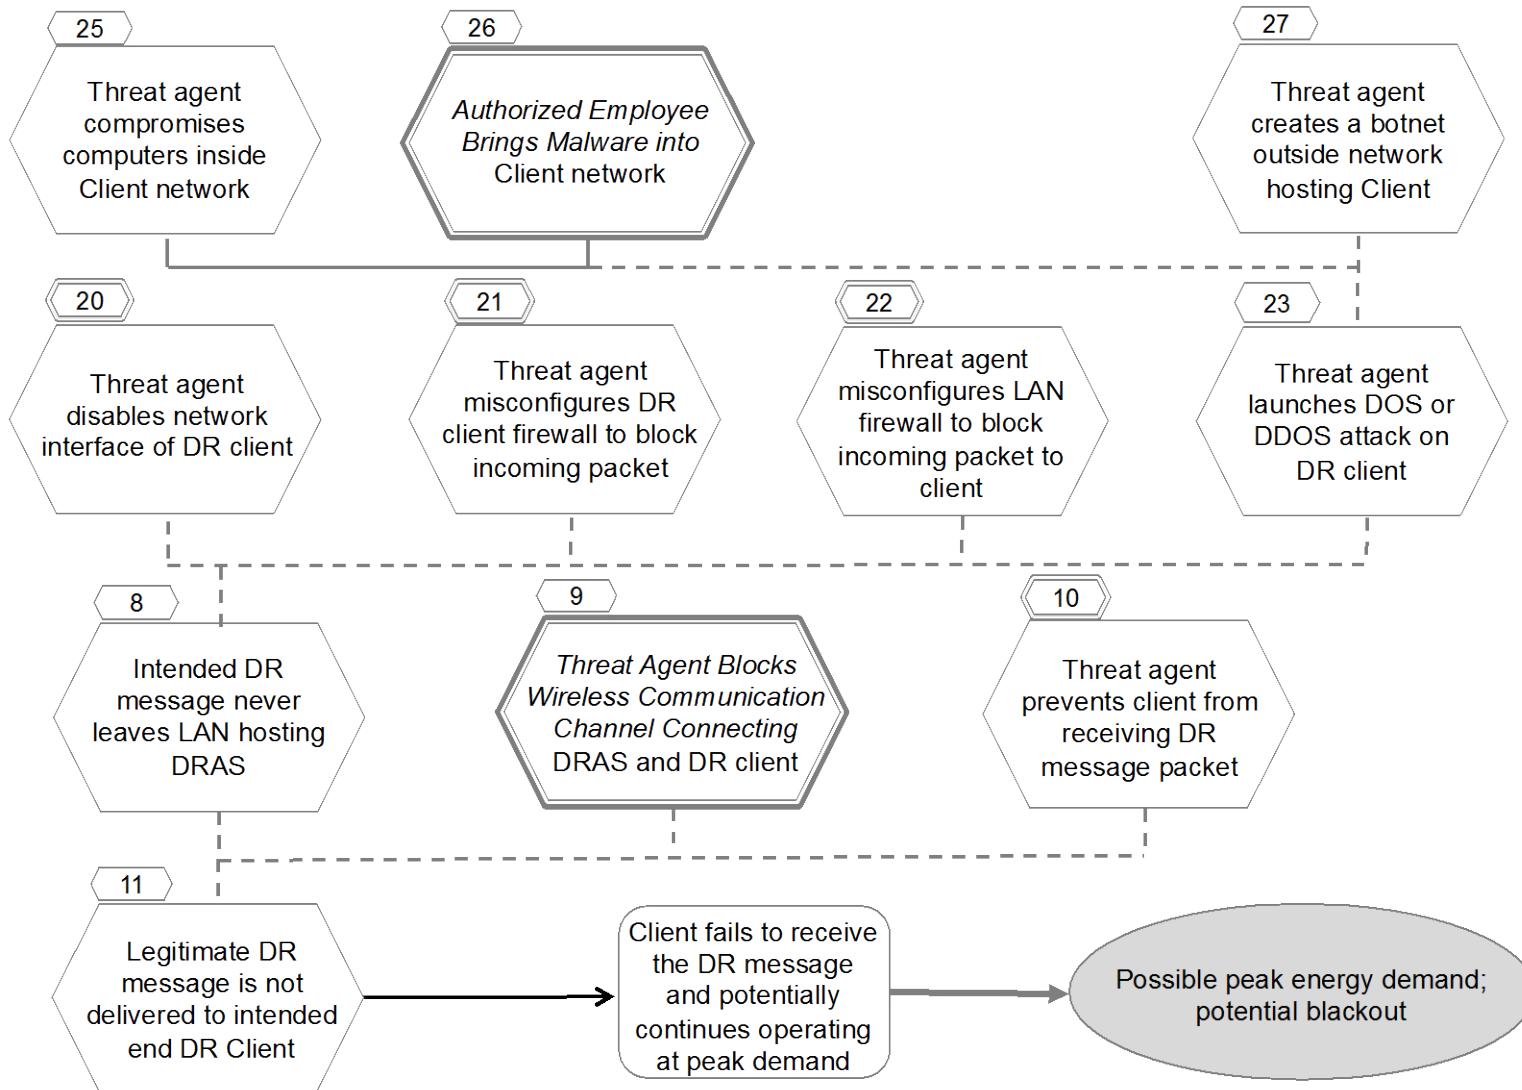 25
Threat agent
compromises
computers inside
Client network
26
Authorized Employee
Brings Malware into
Client network
27
Threat agent
creates a botnet
outside network
hosting Client
20
Threat agent
disables network
interface of DR client
21
Threat agent
misconfigures DR
client firewall to block
incoming packet
22
Threat agent
misconfigures LAN
firewall to block
incoming packet to
client
23
Threat agent
launches DOS or
DDOS attack on
DR client
8
Intended DR
message never
leaves LAN hosting
DRAS
9
Threat Agent Blocks
Wireless Communication
Channel Connecting
DRAS and DR client
10
Threat agent
prevents client from
receiving DR
message packet
11
Legitimate DR
message is not
delivered to intended
end DR Client
Client fails to receive
the DR message
and potentially
continues operating
at peak demand
Possible peak energy demand;
potential blackout